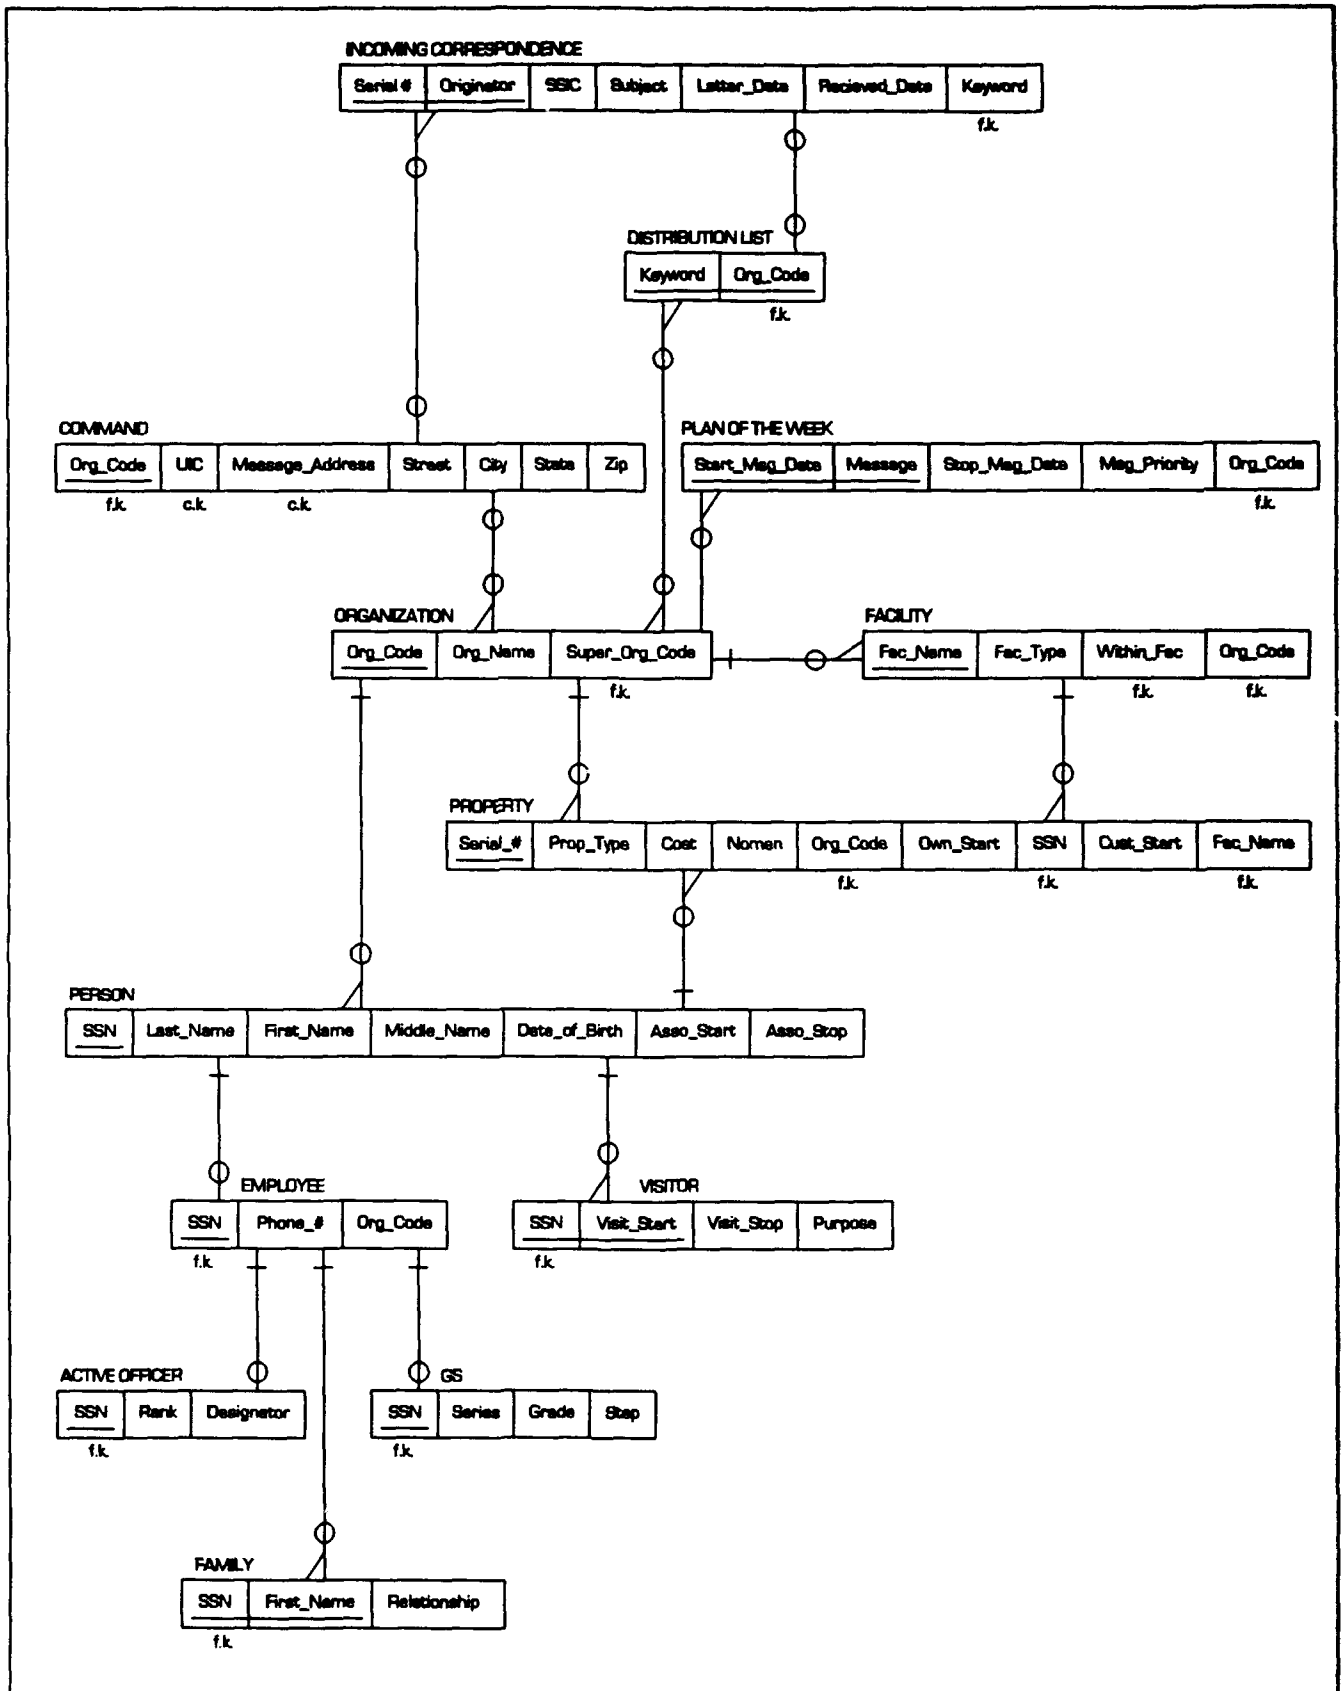 INCOMING CORRESPONDENCE
Serial # Originator SSIC Subject Letter_Date Recieved_Date Keyword
f.k.
DISTRIBUTION LIST
Keyword Org_Code
f.k.
COMMAND
Org_Code UIC Message_Address Street City State Zip
f.k. c.k. c.k.
PLAN OF THE WEEK
Start_Msg_Date Message Stop_Msg_Date Msg_Priority Org_Code
f.k.
ORGANIZATION
Org_Code Org_Name Super_Org_Code
f.k.
FACILITY
Fac_Name Fac_Type Within_Fac Org_Code
f.k. f.k.
PROPERTY
Serial_# Prop_Type Cost Nomen Org_Code Own_Start SSN Cust_Start Fac_Name
f.k. f.k. f.k.
PERSON
SSN Last_Name First_Name Middle_Name Date_of_Birth Asso_Start Asso_Stop
EMPLOYEE
SSN Phone_# Org_Code
f.k.
VISITOR
SSN Visit_Start Visit_Stop Purpose
f.k.
ACTIVE OFFICER
SSN Rank Designator
f.k.
GS
SSN Series Grade Step
f.k.
FAMILY
SSN First_Name Relationship
f.k.